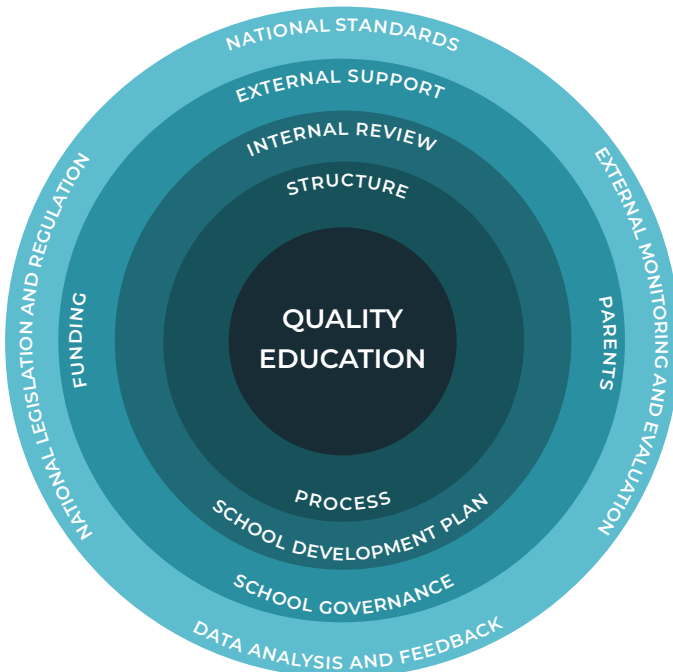 NATIONAL STANDARDS
EXTERNAL SUPPORT
INTERNAL REVIEW
STRUCTURE
NATIONAL LEGISLATION AND REGULATION
FUNDING
QUALITY
EDUCATION
PARENTS
EXTERNAL MONITORING AND EVALUATION
PROCESS
SCHOOL DEVELOPMENT PLAN
SCHOOL GOVERNANCE
DATA ANALYSIS AND FEEDBACK